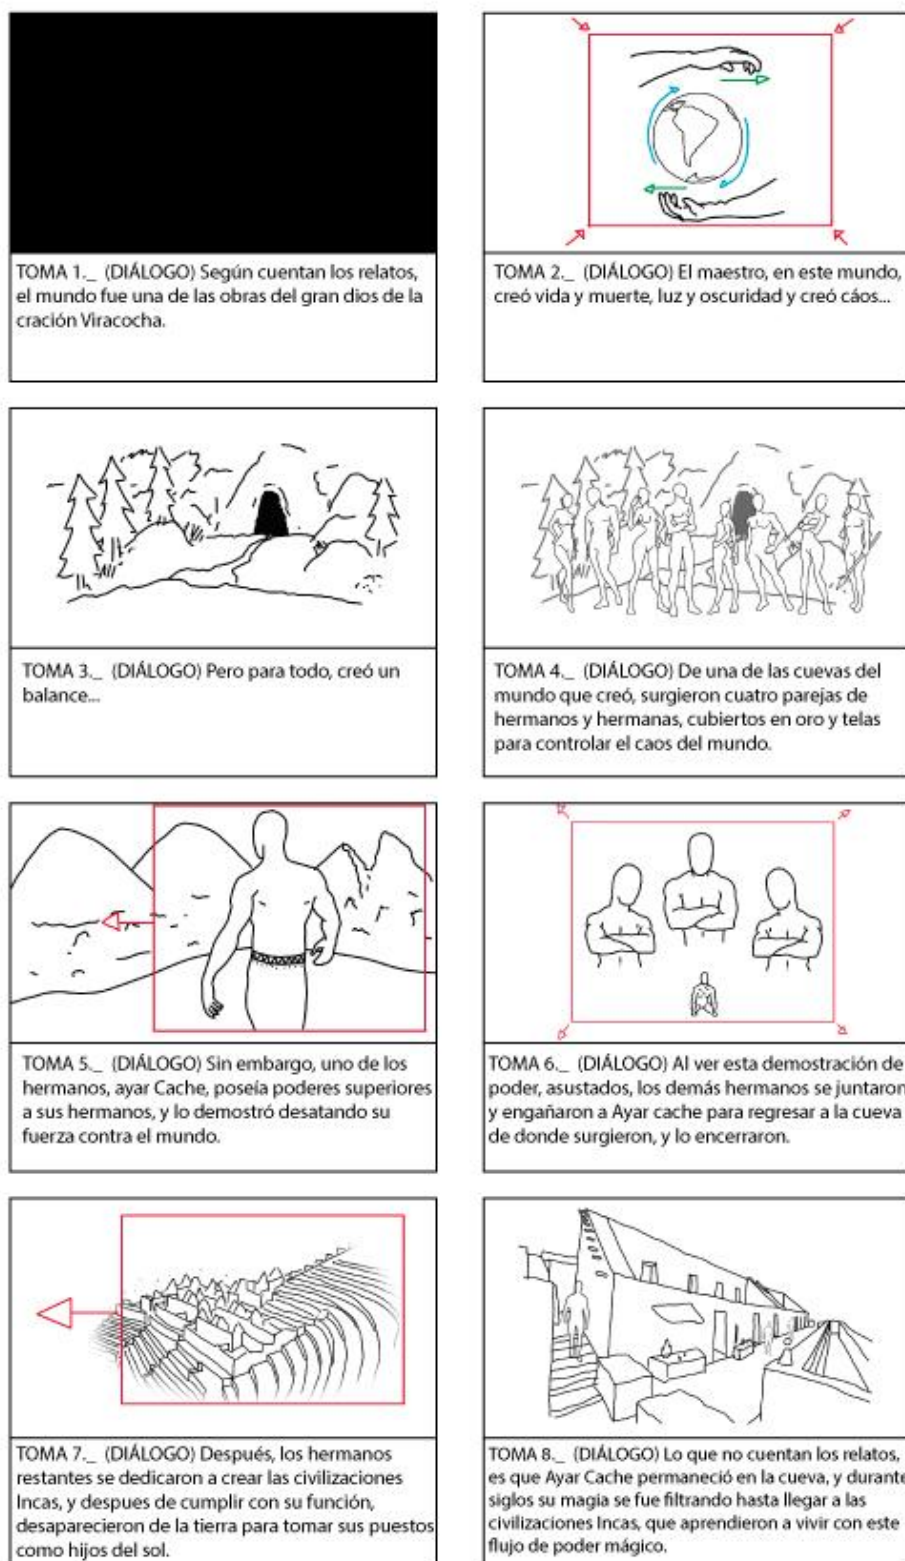 TOMA 1._ (DIÁLOGO) Según cuentan los relatos,
el mundo fue una de las obras del gran dios de la
cración Viracocha.
TOMA 2._ (DIÁLOGO) El maestro, en este mundo,
creó vida y muerte, luz y oscuridad y creó cáos...
TOMA 3._ (DIÁLOGO) Pero para todo, creó un
balance...
TOMA 4._ (DIÁLOGO) De una de las cuevas del
mundo que creó, surgieron cuatro parejas de
hermanos y hermanas, cubiertos en oro y telas
para controlar el caos del mundo.
TOMA 5._ (DIÁLOGO) Sin embargo, uno de los
hermanos, ayar Cache, poseía poderes superiores
a sus hermanos, y lo demostró desatando su
fuerza contra el mundo.
TOMA 6._ (DIÁLOGO) Al ver esta demostración de
poder, asustados, los demás hermanos se juntaron
y engañaron a Ayar cache para regresar a la cueva
de donde surgieron, y lo encerraron.
TOMA 7._ (DIÁLOGO) Después, los hermanos
restantes se dedicaron a crear las civilizaciones
Incas, y despues de cumplir con su función,
desaparecieron de la tierra para tomar sus puestos
como hijos del sol.
TOMA 8._ (DIÁLOGO) Lo que no cuentan los relatos,
es que Ayar Cache permaneció en la cueva, y durante
siglos su magia se fue filtrando hasta llegar a las
civilizaciones Incas, que aprendieron a vivir con este
flujo de poder mágico.